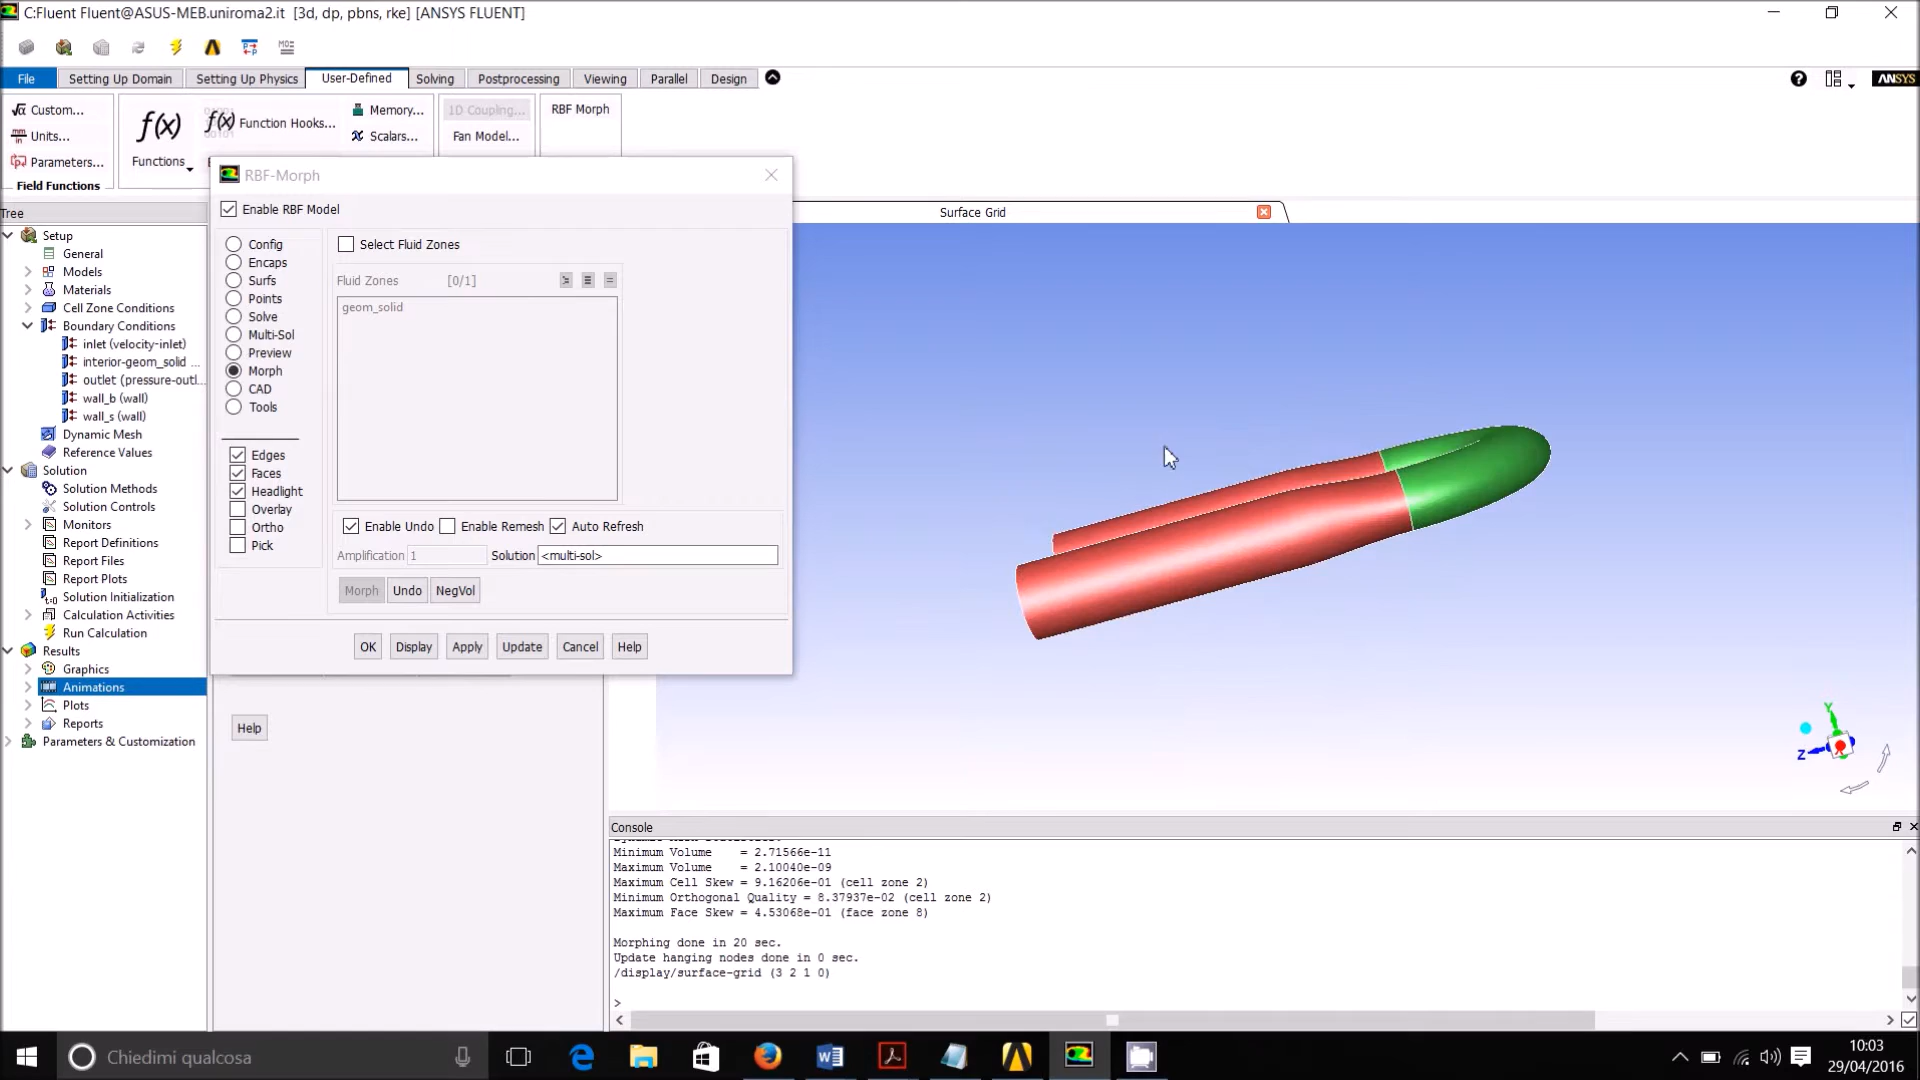 C:Fluent Fluent@ASUS-MEB.uniroma2.it [3d, dp, pbns, rke] [ANSYS FLUENT]
File
Setting Up Domain
Setting Up Physics
User-Defined
Solving
Postprocessing
Viewing
Parallel
Design
ANSYS
Custom...
Units...
Parameters...
Field Functions
f(x)
Functions
f(x) Function Hooks...
Memory...
Scalars...
1D Coupling...
Fan Model...
RBF Morph
Tree
Setup
General
Models
Materials
Cell Zone Conditions
Boundary Conditions
inlet (velocity-inlet)
interior-geom_solid ...
outlet (pressure-outl...
wall_b (wall)
wall_s (wall)
Dynamic Mesh
Reference Values
Solution
Solution Methods
Solution Controls
Monitors
Report Definitions
Report Files
Report Plots
Solution Initialization
Calculation Activities
Run Calculation
Results
Graphics
Animations
Plots
Reports
Parameters & Customization
RBF-Morph
Enable RBF Model
Config
Encaps
Surfs
Points
Solve
Multi-Sol
Preview
Morph
CAD
Tools
Edges
Faces
Headlight
Overlay
Ortho
Pick
Select Fluid Zones
Fluid Zones [0/1]
geom_solid
Enable Undo Enable Remesh Auto Refresh
Amplification 1 Solution <multi-sol>
Morph Undo NegVol
OK Display Apply Update Cancel Help
Help
Surface Grid
Y
Z
Console
Minimum Volume = 2.71566e-11
Maximum Volume = 2.10040e-09
Maximum Cell Skew = 9.16206e-01 (cell zone 2)
Minimum Orthogonal Quality = 8.37937e-02 (cell zone 2)
Maximum Face Skew = 4.53068e-01 (face zone 8)
Morphing done in 20 sec.
Update hanging nodes done in 0 sec.
/display/surface-grid (3 2 1 0)
>
Chiedimi qualcosa
10:03
29/04/2016